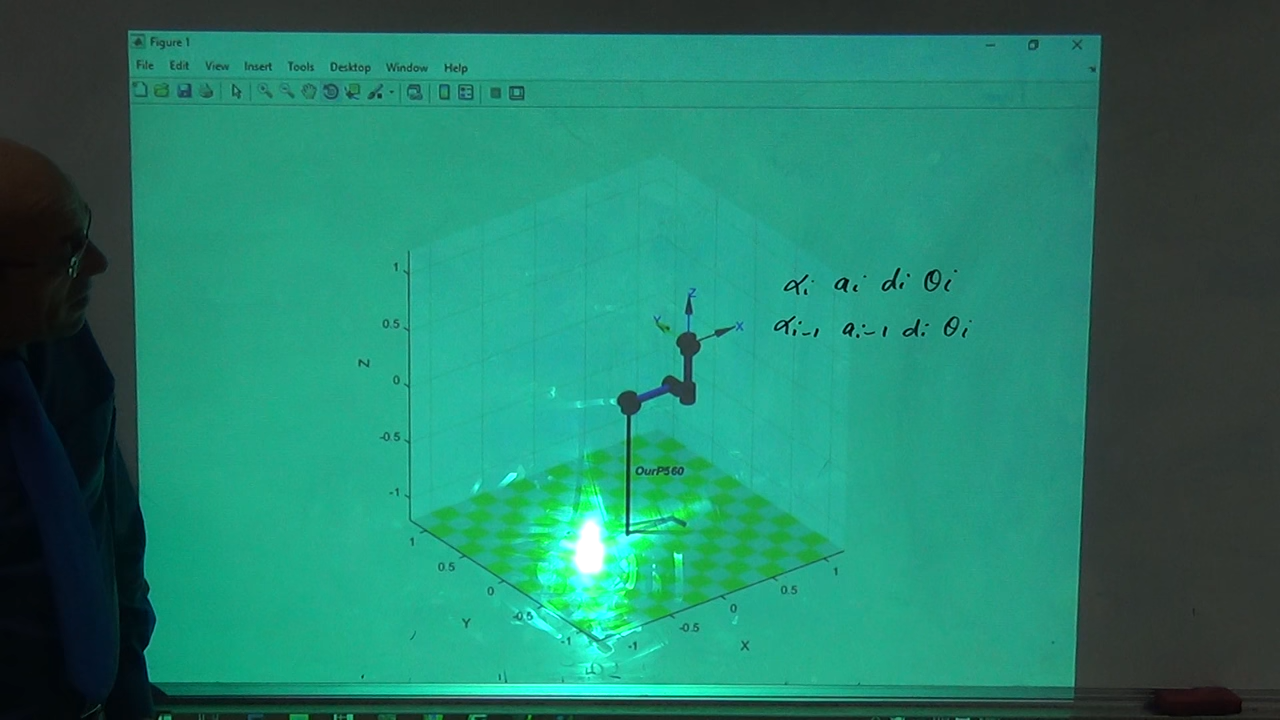 Figure 1
File Edit View Insert Tools Desktop Window Help
1
0.5
0
-0.5
-1
Z
Z
Y
X
αi ai di θi
αi-1 ai-1 di θi
OurP560
1
0.5
0
-0.5
-1
Y
-1
-0.5
0
0.5
1
X